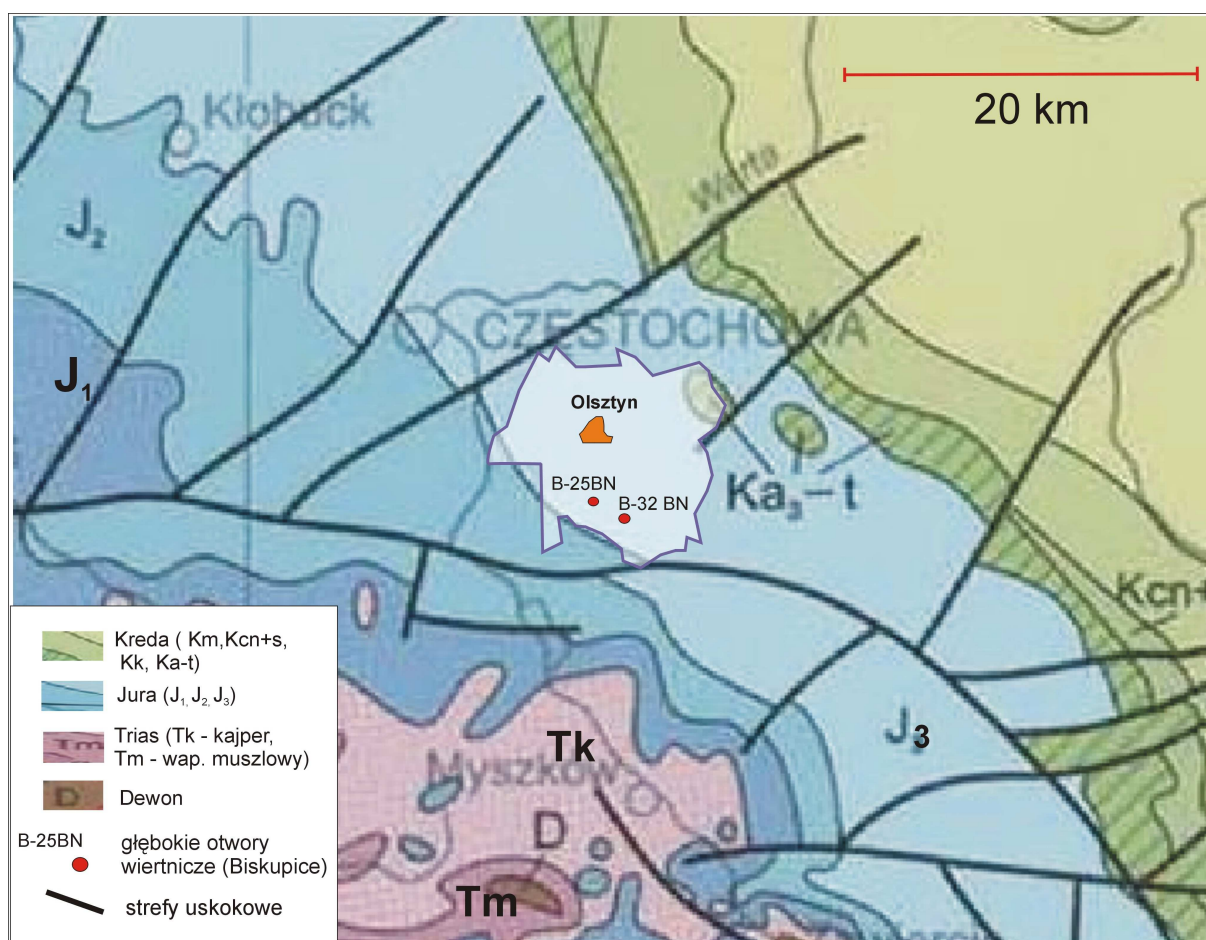 20 km
Kłobuck
Warta
J₂
J₁
CZĘSTOCHOWA
Olsztyn
B-25BN
B-32 BN
Ka₃-t
Kcn+
J3
Tk
Myszków
D
Tm
Kreda ( Km,Kcn+s,
Kk, Ka-t)
Jura (J₁, J₂, J₃)
Tm
Trias (Tk - kajper,
Tm - wap. muszlowy)
D
Dewon
B-25BN
głębokie otwory
wiertnicze (Biskupice)
strefy uskokowe